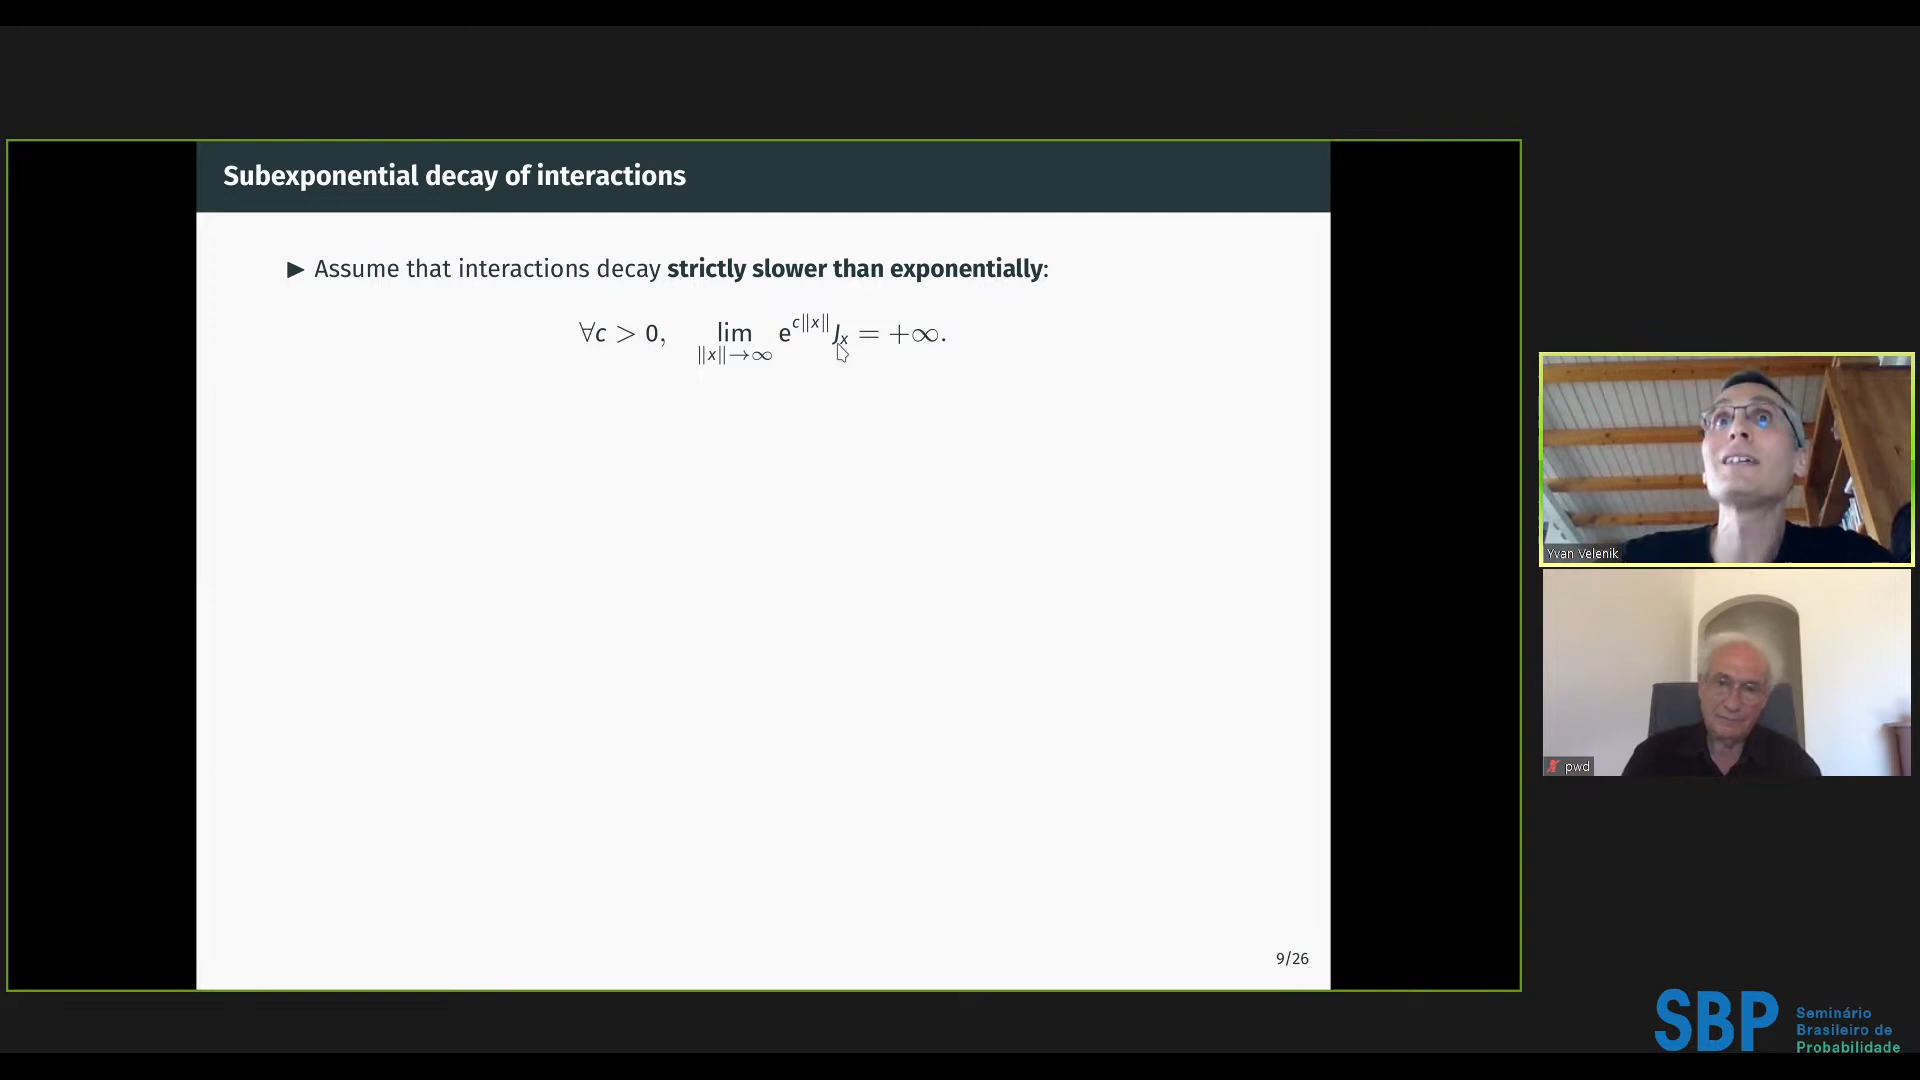 Subexponential decay of interactions
▶ Assume that interactions decay strictly slower than exponentially:
∀c > 0, lim_{‖x‖→∞} e^{c‖x‖} J_x = +∞.
9/26
Yvan Velenik
pwd
SBP
Seminário
Brasileiro de
Probabilidade